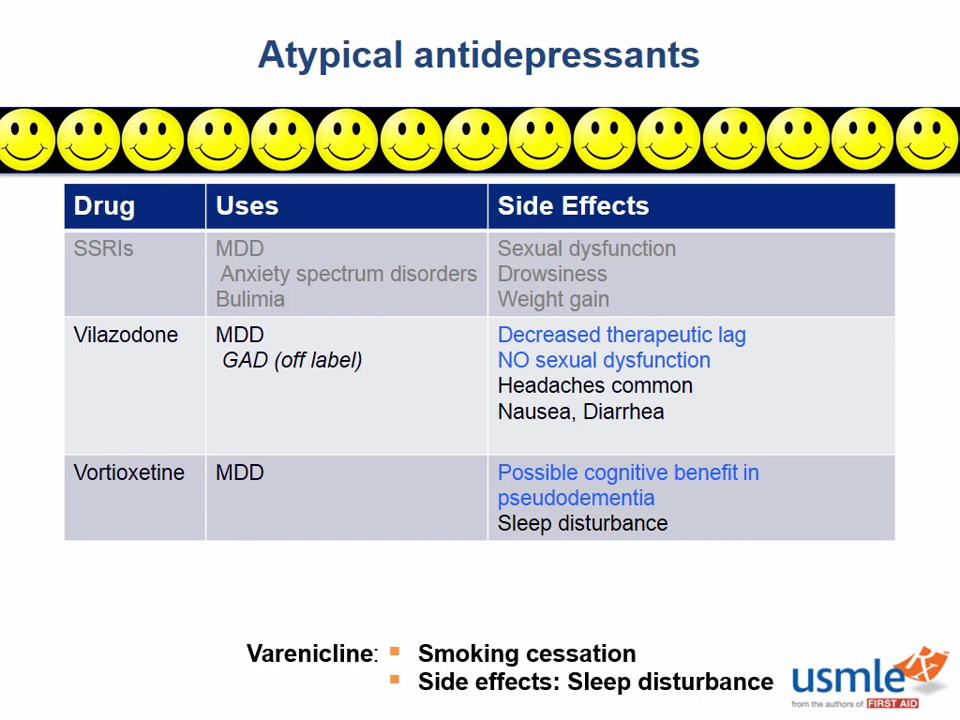 Atypical antidepressants
Drug Uses Side Effects
SSRIs MDD Sexual dysfunction
Anxiety spectrum disorders Drowsiness
Bulimia Weight gain
Vilazodone MDD Decreased therapeutic lag
GAD (off label) NO sexual dysfunction
Headaches common
Nausea, Diarrhea
Vortioxetine MDD Possible cognitive benefit in
pseudodementia
Sleep disturbance
Varenicline: ▪ Smoking cessation
▪ Side effects: Sleep disturbance
usmle Rx
from the authors of FIRST AID